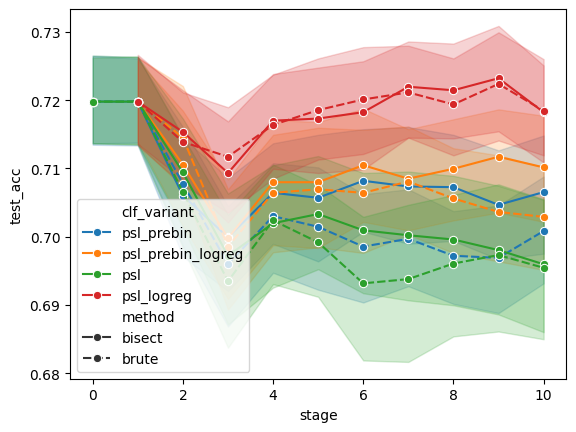 0.73
0.72
0.71
0.70
0.69
0.68
test_acc
clf_variant
psl_prebin
psl_prebin_logreg
psl
psl_logreg
method
bisect
brute
0 2 4 6 8 10
stage